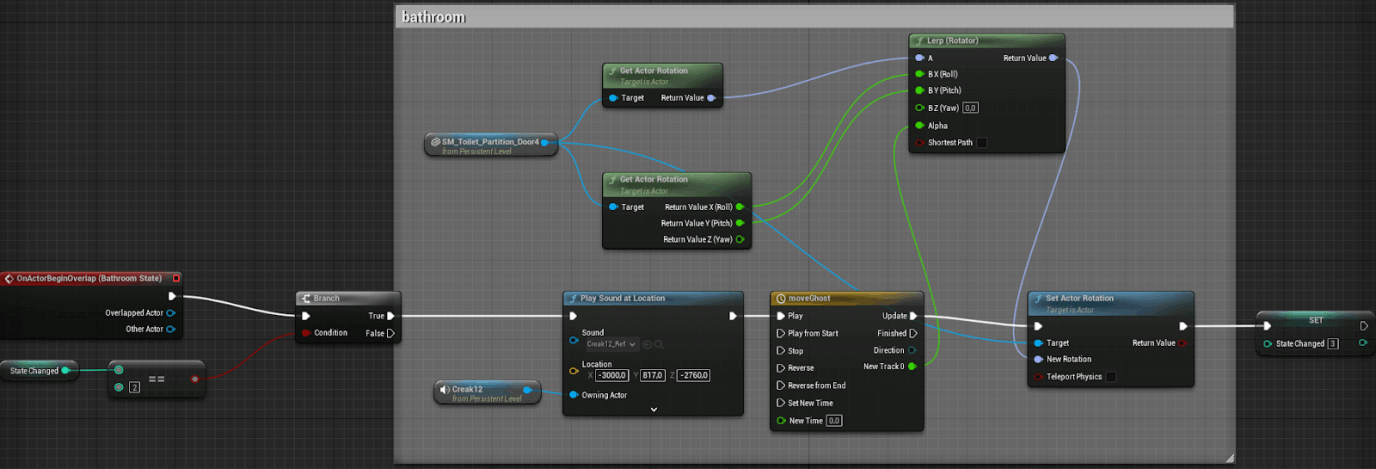 bathroom
Lerp (Rotator)
A
Return Value
B X (Roll)
B Y (Pitch)
B Z (Yaw) 0,0
Alpha
Shortest Path
Get Actor Rotation
Target is Actor
Target
Return Value
SM_Toilet_Partition_Door4
from Persistent Level
Get Actor Rotation
Target is Actor
Target
Return Value X (Roll)
Return Value Y (Pitch)
Return Value Z (Yaw)
OnActorBeginOverlap (Bathroom State)
Overlapped Actor
Other Actor
Branch
True
Condition
False
State Changed
2
==
Play Sound at Location
Sound
Creak12_Ref
Location
X -3000,0 Y 817,0 Z -2760,0
Owning Actor
Creak12
from Persistent Level
moveGhost
Play
Update
Play from Start
Finished
Stop
Direction
Reverse
New Track 0
Reverse from End
Set New Time
New Time 0,0
Set Actor Rotation
Target is Actor
Target
Return Value
New Rotation
Teleport Physics
SET
State Changed 3